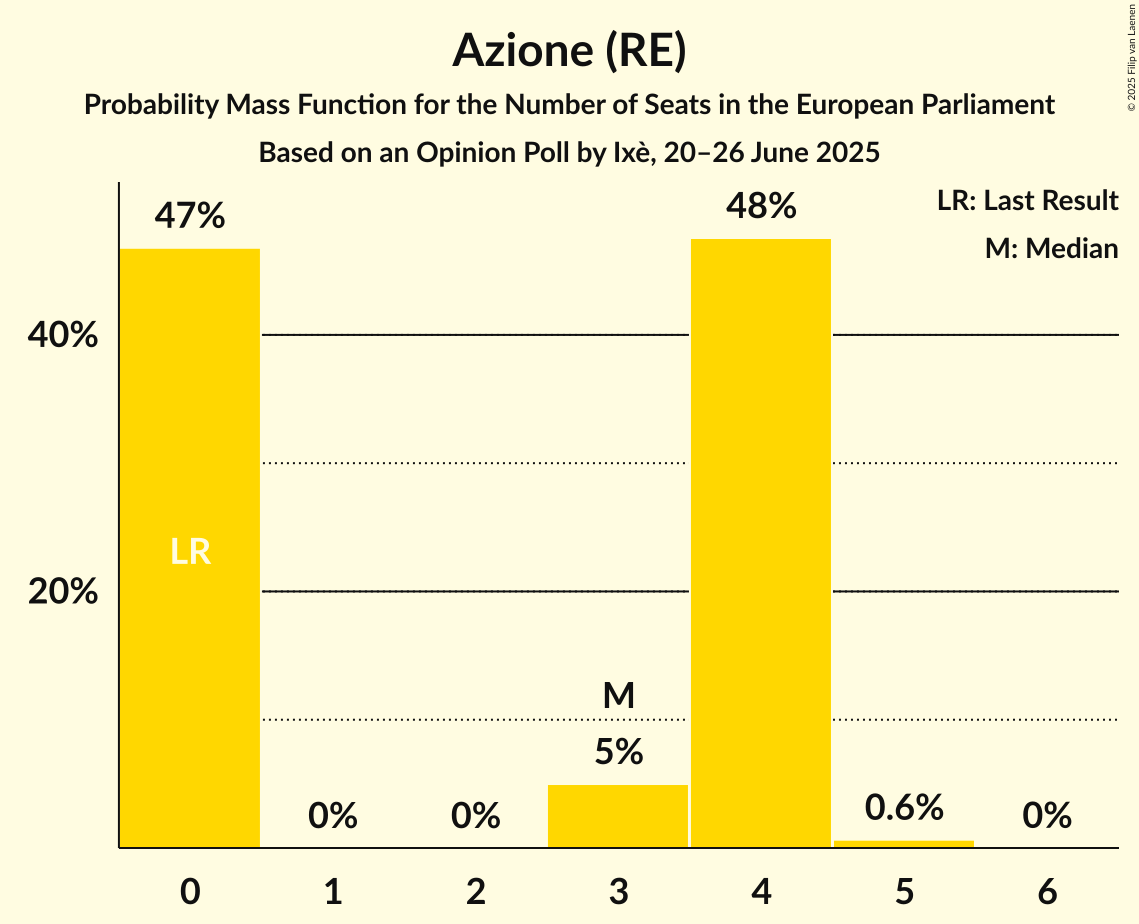 Azione (RE)
Probability Mass Function for the Number of Seats in the European Parliament
Based on an Opinion Poll by Ixè, 20–26 June 2025
© 2025 Filip van Laenen
LR: Last Result
M: Median
47%
48%
40%
LR
20%
M
5%
0%
0%
0.6%
0%
0
1
2
3
4
5
6